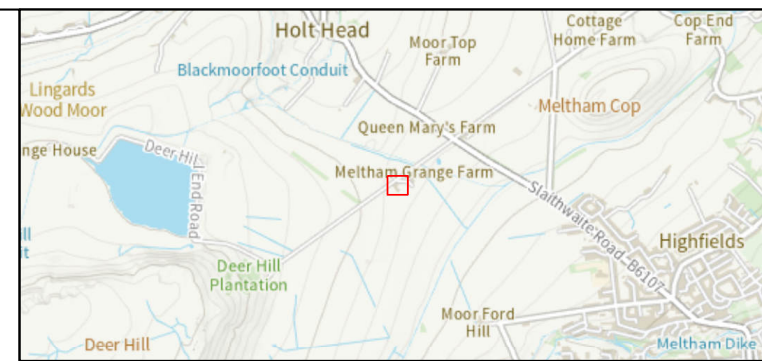 Holt Head
Cottage
Home Farm
Cop End
Farm
Moor Top
Farm
Blackmoorfoot Conduit
Lingards
Wood Moor
Meltham Cop
Queen Mary's Farm
nge House
Deer Hill End Road
Meltham Grange Farm
Slaithwaite Road - B6107
Highfields
Deer Hill
Plantation
Moor Ford
Hill
Deer Hill
Meltham Dike